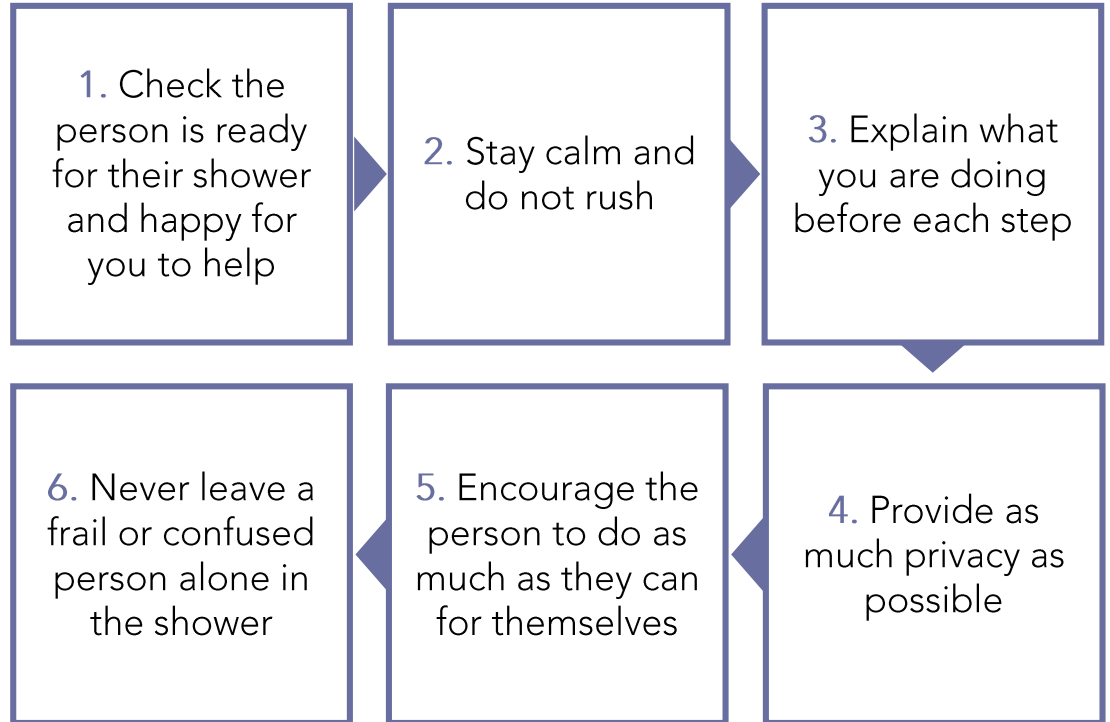 1. Check the
person is ready
for their shower
and happy for
you to help
2. Stay calm and
do not rush
3. Explain what
you are doing
before each step
4. Provide as
much privacy as
possible
5. Encourage the
person to do as
much as they can
for themselves
6. Never leave a
frail or confused
person alone in
the shower